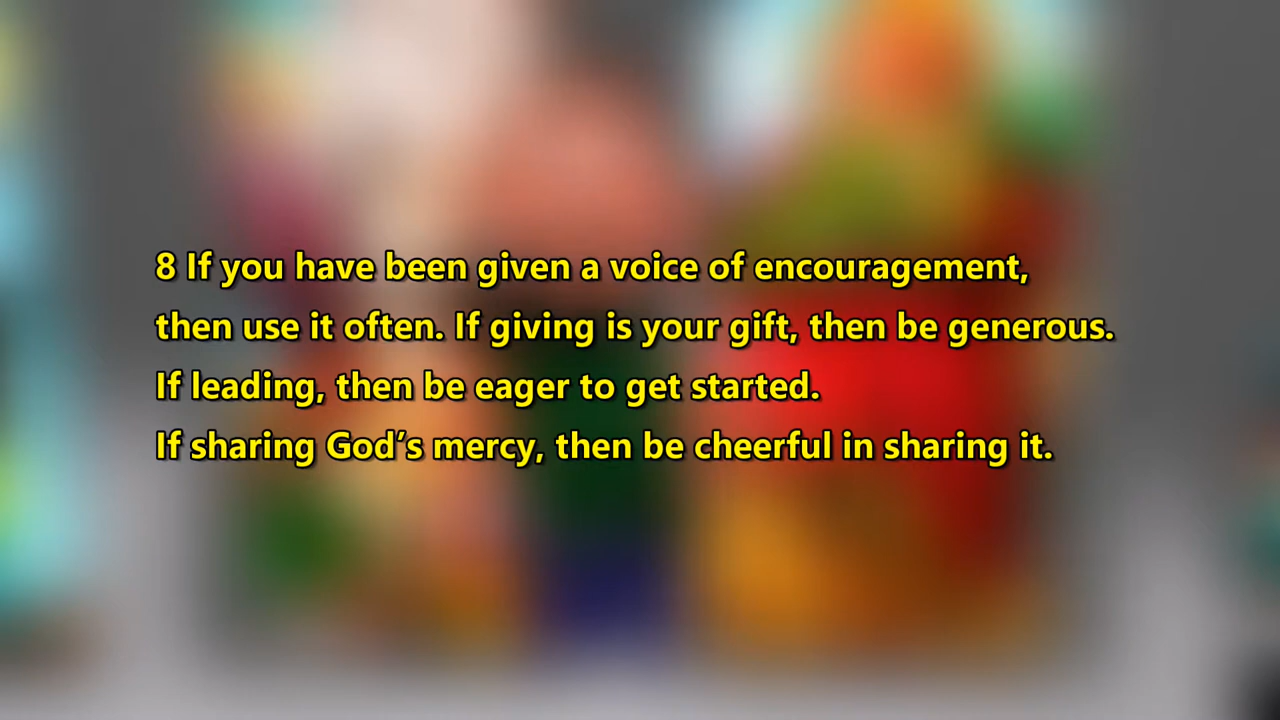 8 If you have been given a voice of encouragement,
then use it often. If giving is your gift, then be generous.
If leading, then be eager to get started.
If sharing God’s mercy, then be cheerful in sharing it.